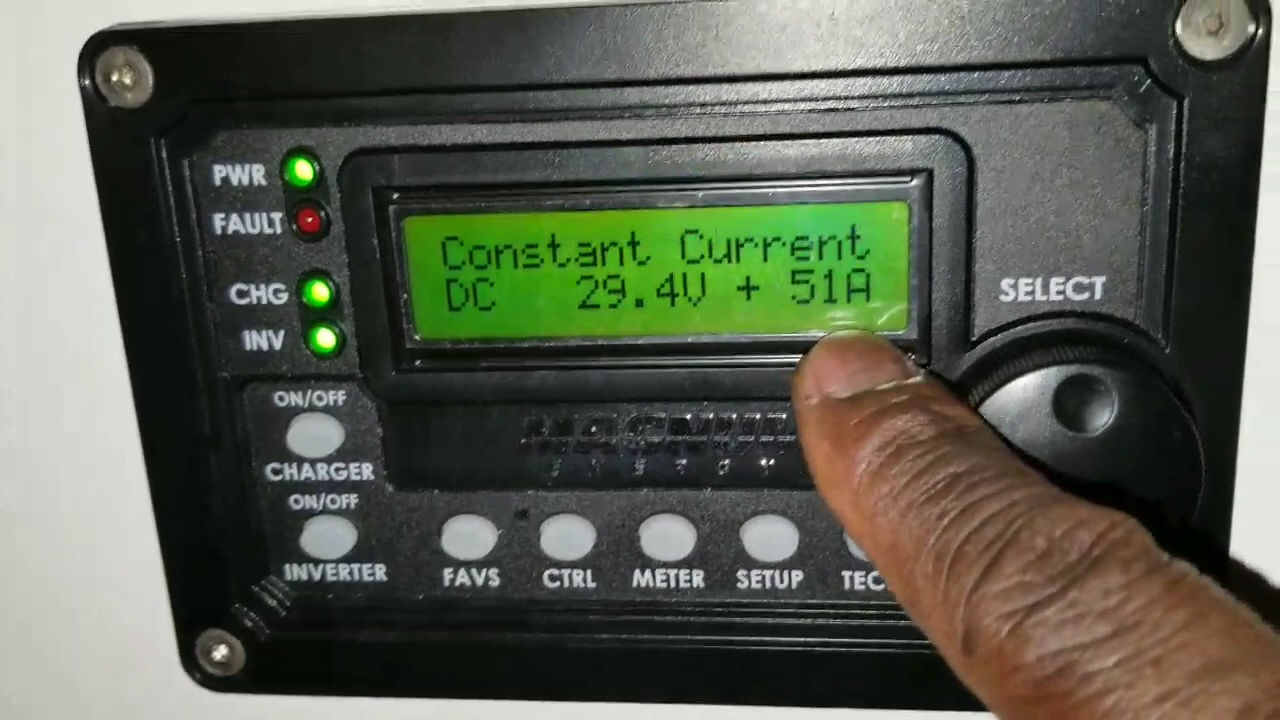 PWR
FAULT
CHG
INV
Constant Current
DC 29.4V + 51A
SELECT
ON/OFF
CHARGER
ON/OFF
INVERTER
FAVS
CTRL
METER
SETUP